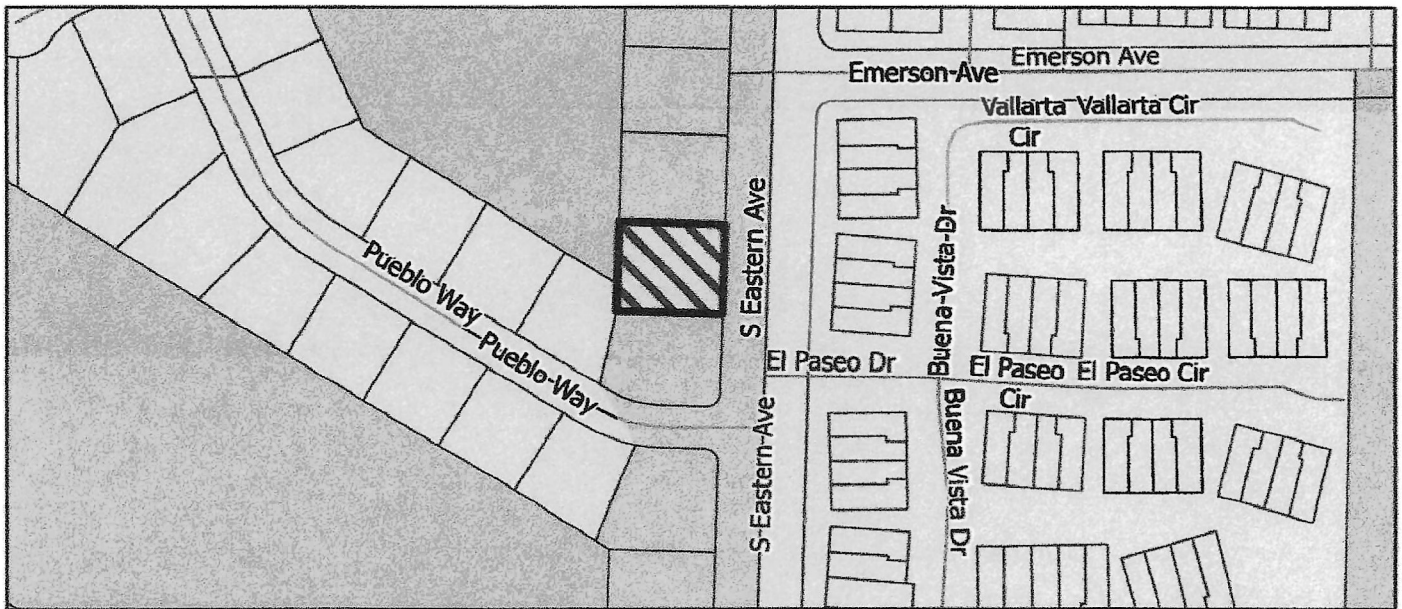 Emerson Ave
Emerson-Ave
Vallarta Vallarta Cir
Cir
S Eastern Ave
Buena-Vista-Dr
Pueblo Way
Pueblo-Way
El Paseo Dr
El Paseo El Paseo Cir
Cir
S-Eastern-Ave
Buena Vista Dr